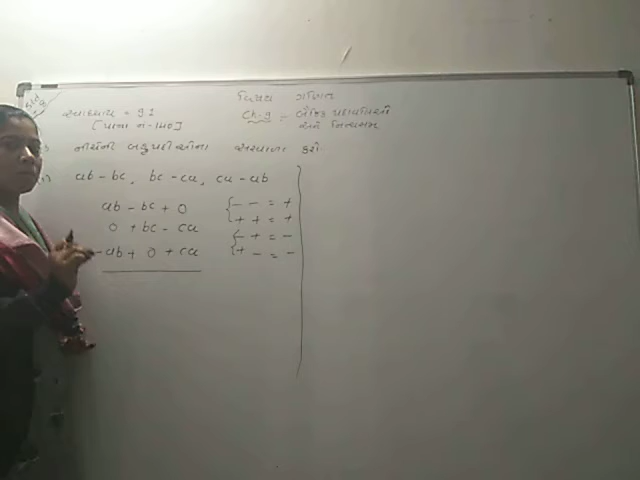 વિષય ગણિત
સ્વાધ્યાય = 9.1 Ch-9 :- બૈજિક પદાવલિઓ
[પાના નં-140] અને નિત્યસમ
નીચેની બહુપદીઓના સરવાળા કરો
ab - bc, bc - ca, ca - ab
ab - bc + 0 - - = +
0 + bc - ca + + = +
- ab + 0 + ca - + = -
+ - = -